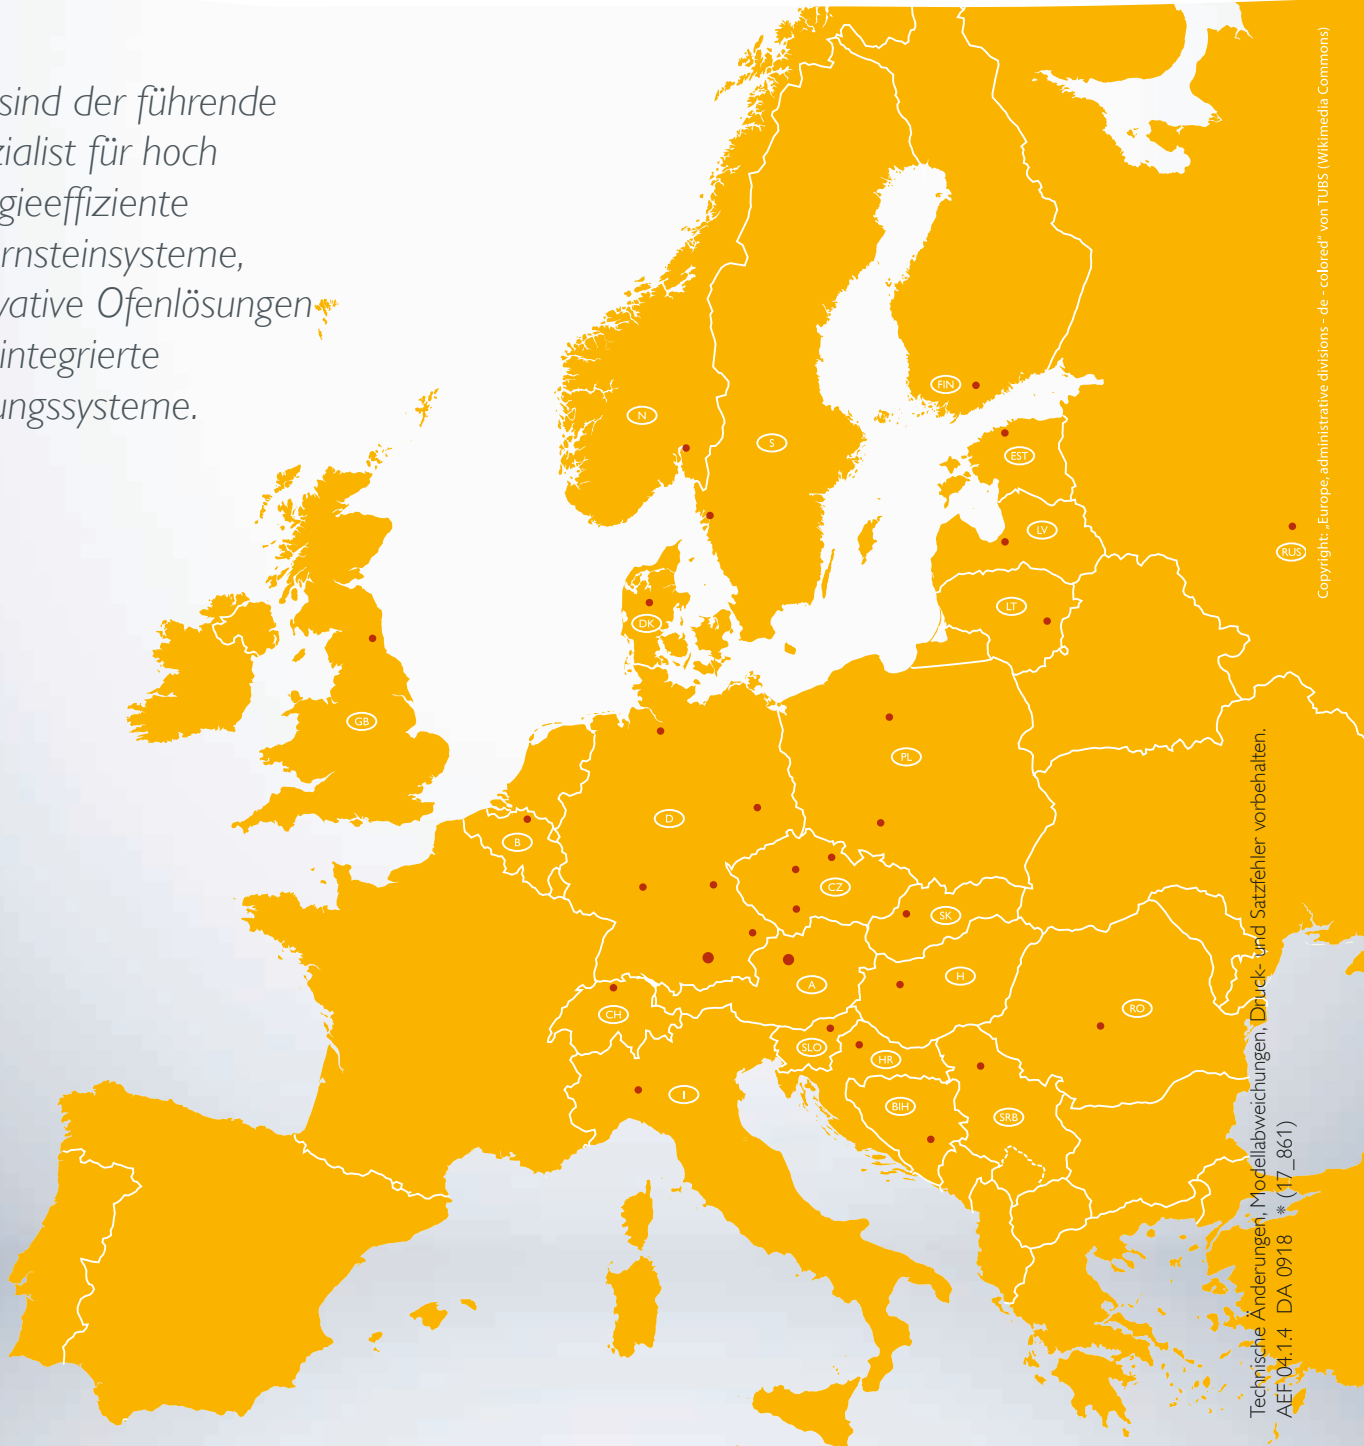 sind der führende
zialist für hoch
gieeffiziente
rnsteinsysteme,
vative Ofenlösungen
integrierte
ungssysteme.
FIN
N
S
EST
LV
RUS
LT
DK
GB
PL
D
B
CZ
SK
A
H
CH
RO
SLO
HR
I
BIH
SRB
Copyright: „Europe, administrative divisions - de - colored“ von TUBS (Wikimedia Commons)
Technische Änderungen, Modellabweichungen, Druck- und Satzfehler vorbehalten.
AEF. 04.1.4 DA 0918 * (17_861)